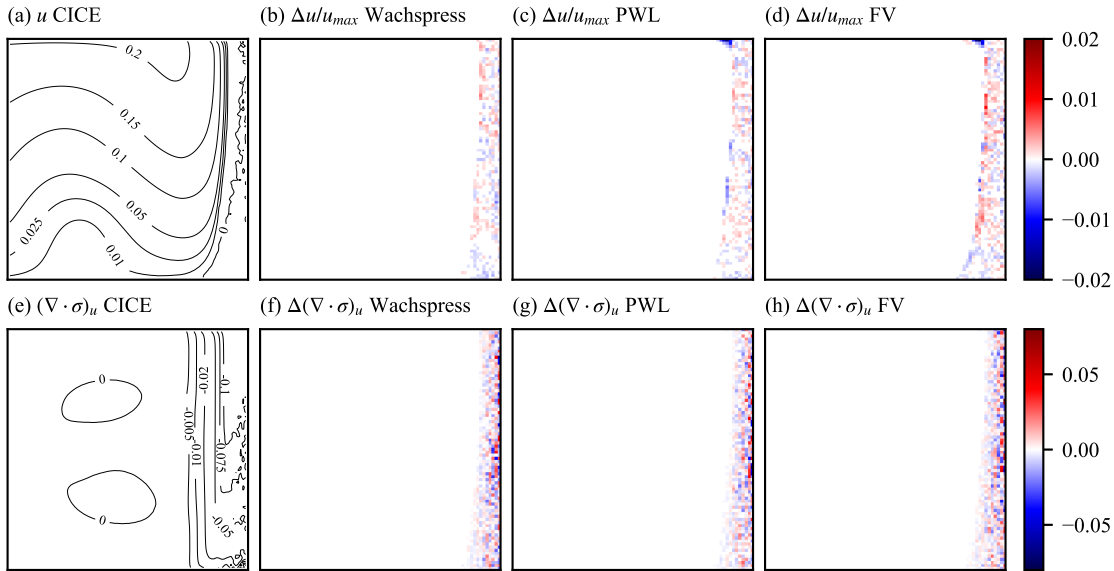 (a) u CICE
(b) Δu/u_max Wachspress
(c) Δu/u_max PWL
(d) Δu/u_max FV
0.2
0.15
0.1
0.05
0.025
0.01
0
0.02
0.01
0.00
−0.01
−0.02
(e) (∇ · σ)_u CICE
(f) Δ(∇ · σ)_u Wachspress
(g) Δ(∇ · σ)_u PWL
(h) Δ(∇ · σ)_u FV
0
0
-0.005
-0.01
-0.02
-0.075
-0.1
-0.05
0.05
0.00
−0.05